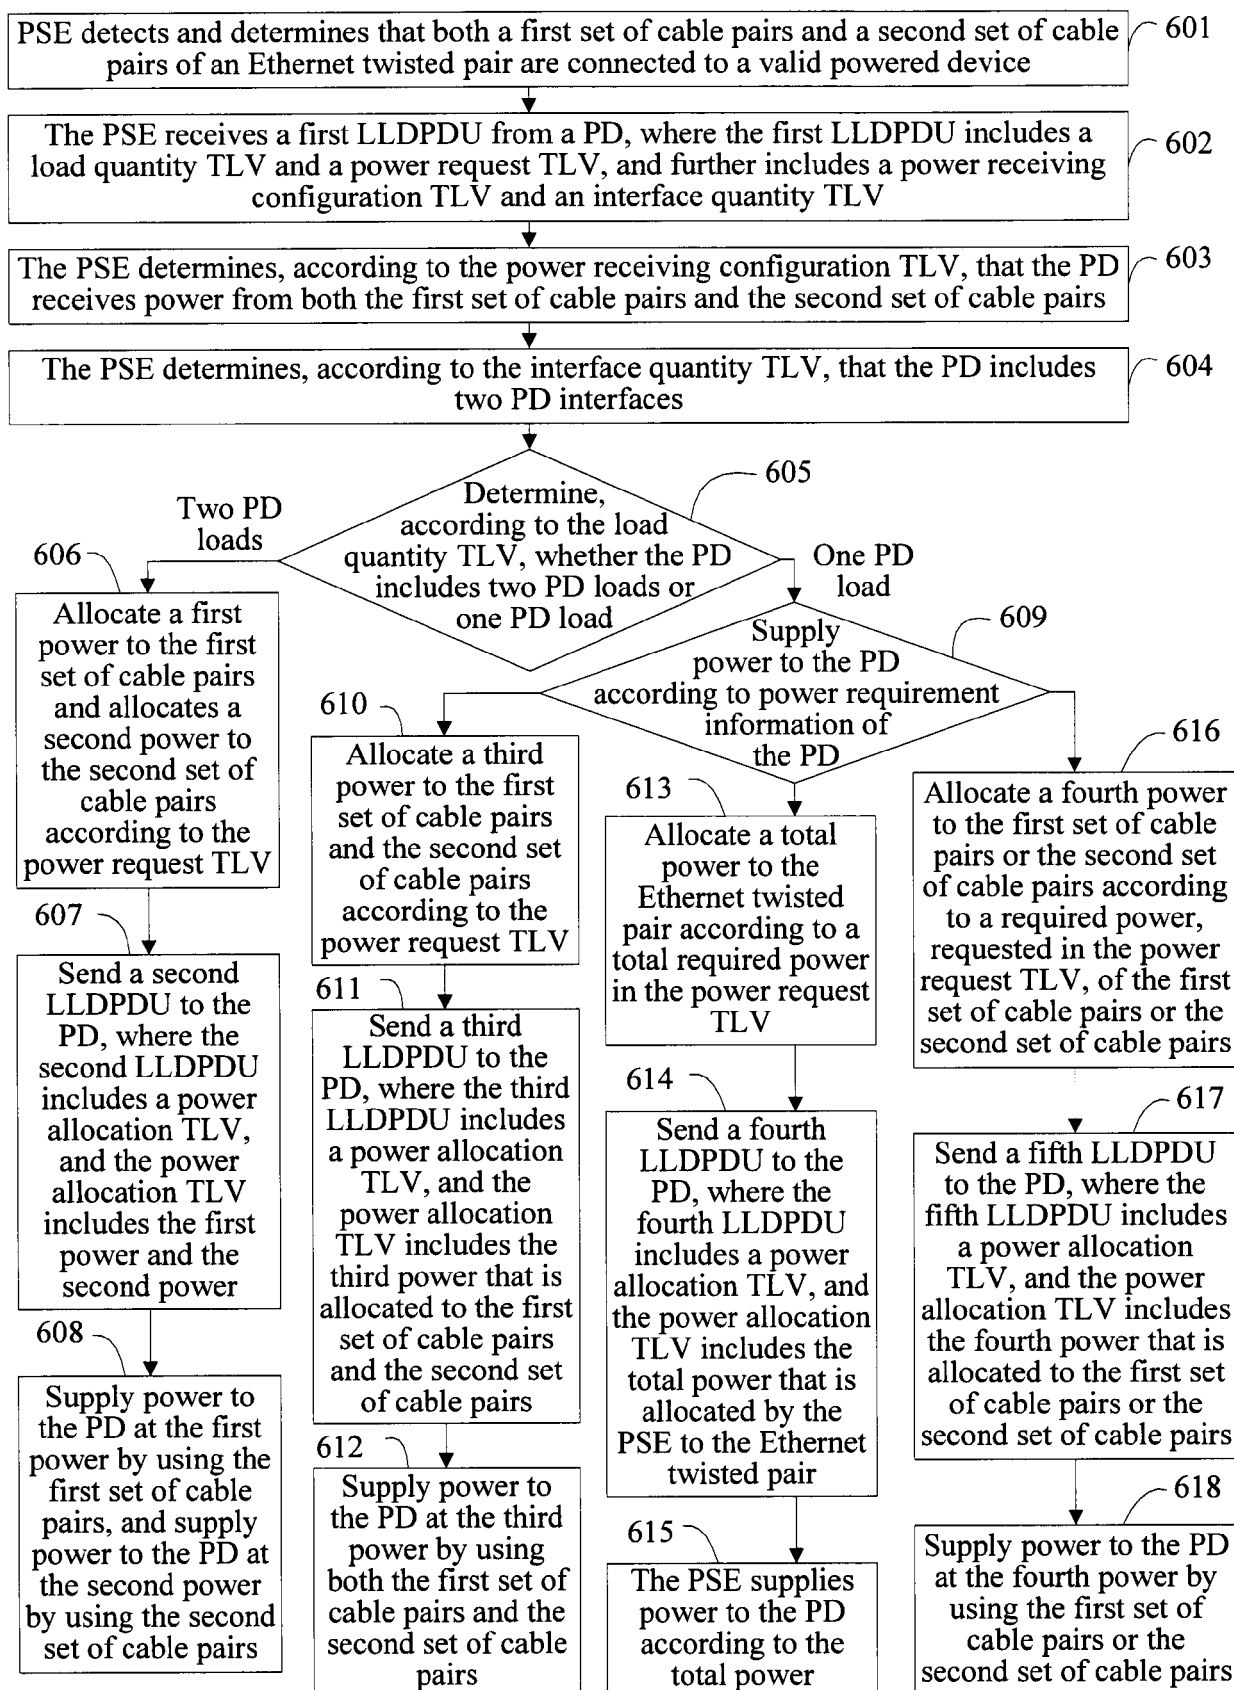 PSE detects and determines that both a first set of cable pairs and a second set of cable
pairs of an Ethernet twisted pair are connected to a valid powered device
601
The PSE receives a first LLDPDU from a PD, where the first LLDPDU includes a
load quantity TLV and a power request TLV, and further includes a power receiving
configuration TLV and an interface quantity TLV
602
The PSE determines, according to the power receiving configuration TLV, that the PD
receives power from both the first set of cable pairs and the second set of cable pairs
603
The PSE determines, according to the interface quantity TLV, that the PD includes
two PD interfaces
604
605
Determine,
according to the load
quantity TLV, whether the PD
includes two PD loads or
one PD load
Two PD
loads
One PD
load
606
Allocate a first
power to the first
set of cable pairs
and allocates a
second power to
the second set of
cable pairs
according to the
power request TLV
607
Send a second
LLDPDU to the
PD, where the
second LLDPDU
includes a power
allocation TLV,
and the power
allocation TLV
includes the first
power and the
second power
608
Supply power to
the PD at the first
power by using the
first set of cable
pairs, and supply
power to the PD at
the second power
by using the second
set of cable pairs
609
Supply
power to the PD
according to power requirement
information of
the PD
610
Allocate a third
power to the first
set of cable pairs
and the second set
of cable pairs
according to the
power request TLV
611
Send a third
LLDPDU to the
PD, where the third
LLDPDU includes
a power allocation
TLV, and the
power allocation
TLV includes the
third power that is
allocated to the first
set of cable pairs
and the second set
of cable pairs
612
Supply power to
the PD at the third
power by using
both the first set of
cable pairs and the
second set of cable
pairs
613
Allocate a total
power to the
Ethernet twisted
pair according to a
total required power
in the power request
TLV
614
Send a fourth
LLDPDU to the
PD, where the
fourth LLDPDU
includes a power
allocation TLV, and
the power allocation
TLV includes the
total power that is
allocated by the
PSE to the Ethernet
twisted pair
615
The PSE supplies
power to the PD
according to the
total power
616
Allocate a fourth power
to the first set of cable
pairs or the second set
of cable pairs according
to a required power,
requested in the power
request TLV, of the first
set of cable pairs or the
second set of cable pairs
617
Send a fifth LLDPDU
to the PD, where the
fifth LLDPDU includes
a power allocation
TLV, and the power
allocation TLV includes
the fourth power that is
allocated to the first set
of cable pairs or the
second set of cable pairs
618
Supply power to the PD
at the fourth power by
using the first set of
cable pairs or the
second set of cable pairs